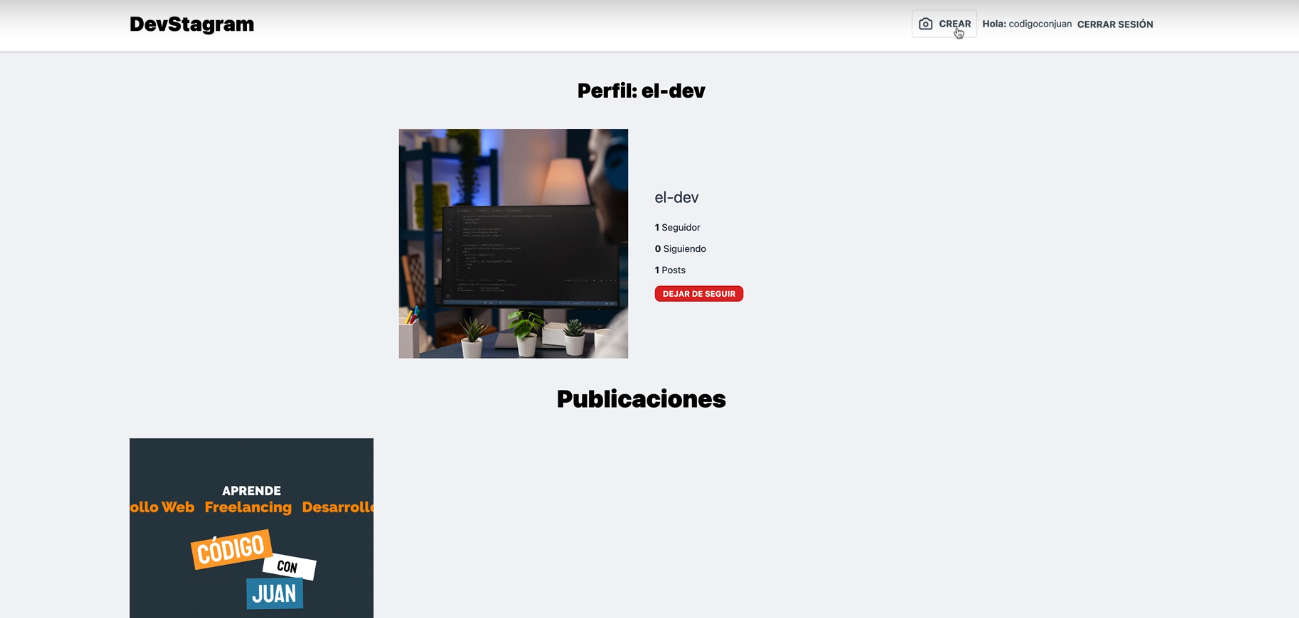 DevStagram
CREAR
Hola: codigoconjuan
CERRAR SESIÓN
Perfil: el-dev
el-dev
1 Seguidor
0 Siguiendo
1 Posts
DEJAR DE SEGUIR
Publicaciones
APRENDE
ollo Web Freelancing Desarrollo
CÓDIGO
CON
JUAN